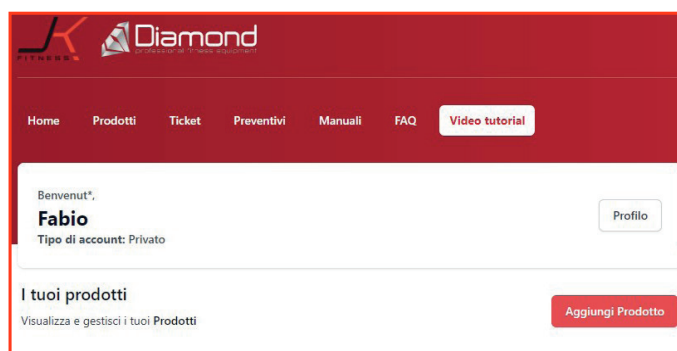 JK
FITNESS
Diamond
professional fitness equipment
Home Prodotti Ticket Preventivi Manuali FAQ Video tutorial
Benvenut*,
Fabio
Profilo
Tipo di account: Privato
I tuoi prodotti
Aggiungi Prodotto
Visualizza e gestisci i tuoi Prodotti